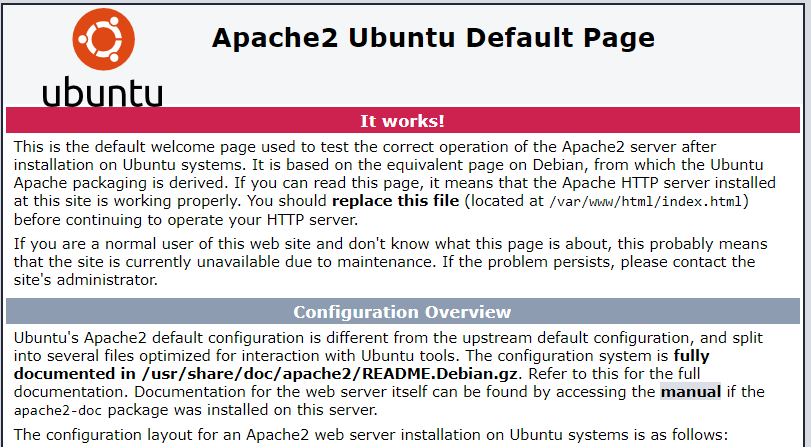 Apache2 Ubuntu Default Page
ubuntu
It works!
This is the default welcome page used to test the correct operation of the Apache2 server after
installation on Ubuntu systems. It is based on the equivalent page on Debian, from which the Ubuntu
Apache packaging is derived. If you can read this page, it means that the Apache HTTP server installed
at this site is working properly. You should replace this file (located at /var/www/html/index.html)
before continuing to operate your HTTP server.
If you are a normal user of this web site and don't know what this page is about, this probably means
that the site is currently unavailable due to maintenance. If the problem persists, please contact the
site's administrator.
Configuration Overview
Ubuntu's Apache2 default configuration is different from the upstream default configuration, and split
into several files optimized for interaction with Ubuntu tools. The configuration system is fully
documented in /usr/share/doc/apache2/README.Debian.gz. Refer to this for the full
documentation. Documentation for the web server itself can be found by accessing the manual if the
apache2-doc package was installed on this server.
The configuration layout for an Apache2 web server installation on Ubuntu systems is as follows: